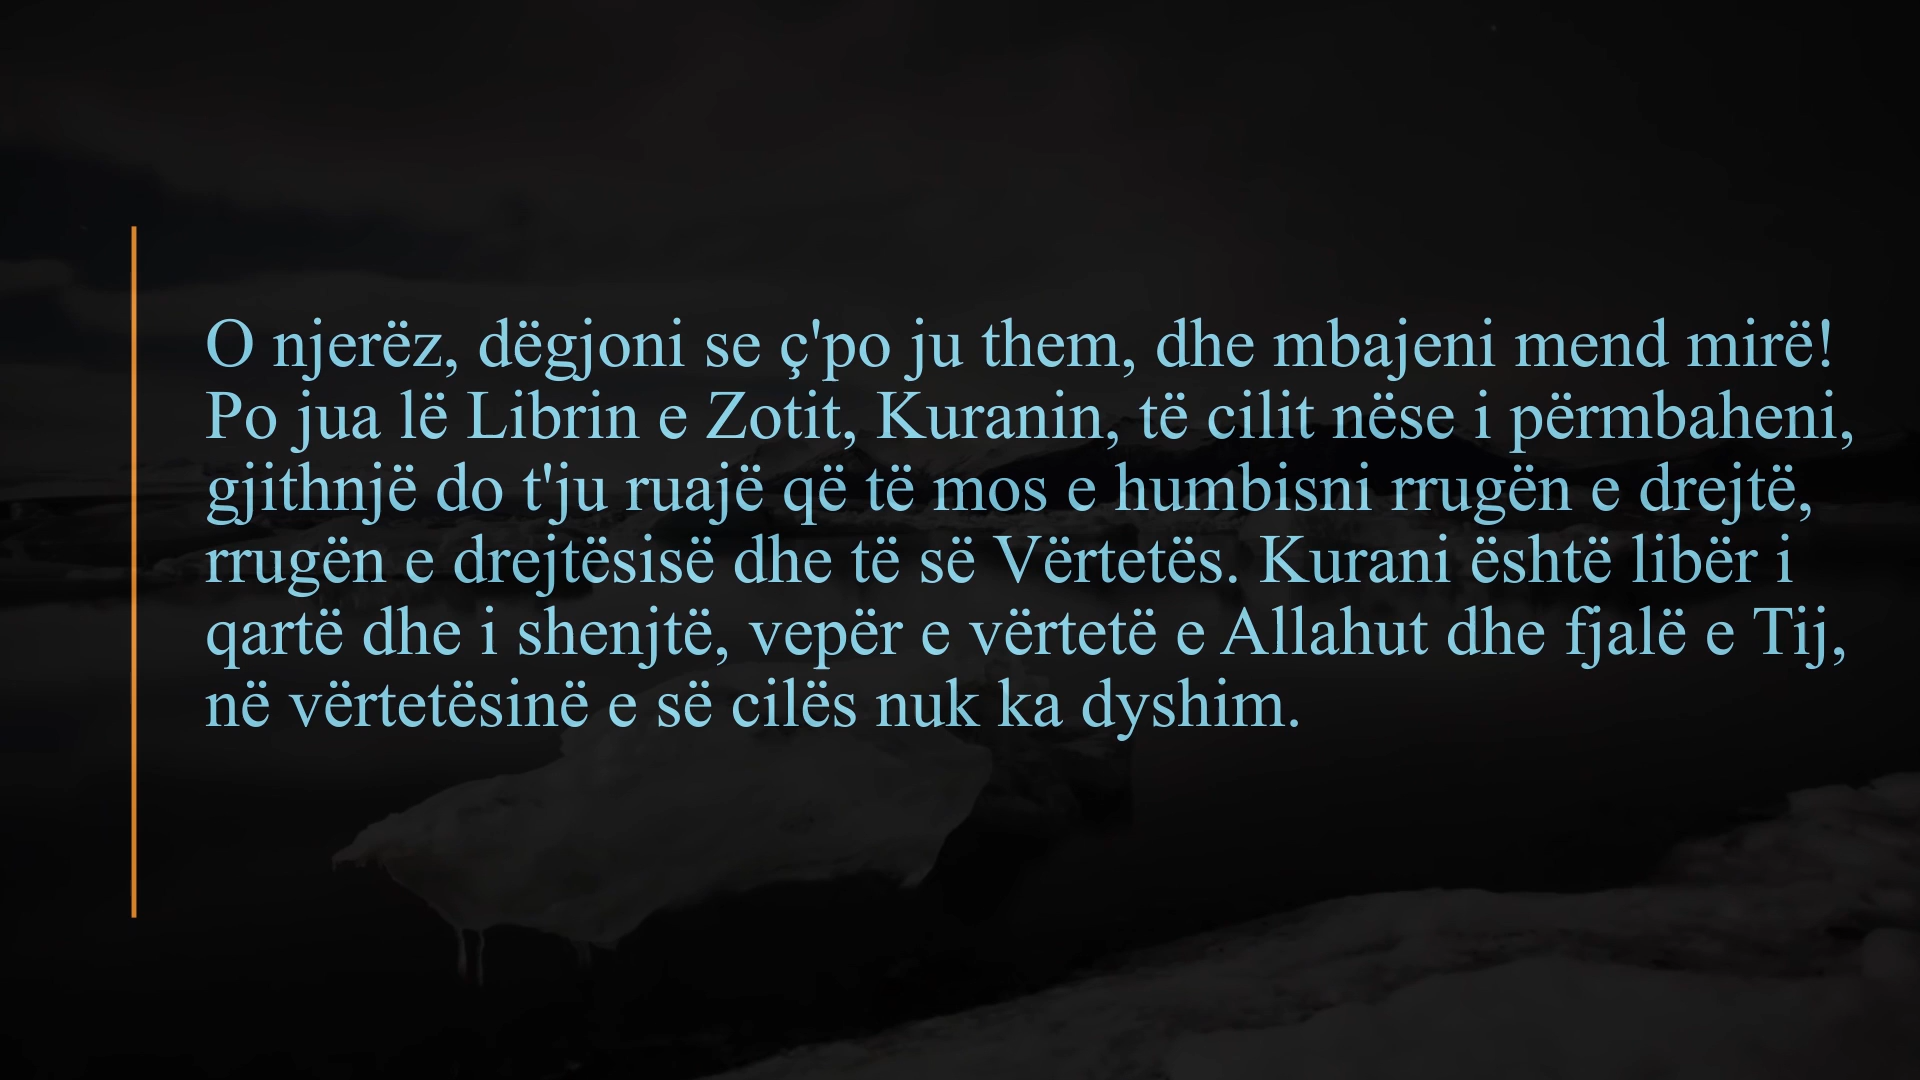 O njerëz, dëgjoni se ç'po ju them, dhe mbajeni mend mirë!
Po jua lë Librin e Zotit, Kuranin, të cilit nëse i përmbaheni,
gjithnjë do t'ju ruajë që të mos e humbisni rrugën e drejtë,
rrugën e drejtësisë dhe të së Vërtetës. Kurani është libër i
qartë dhe i shenjtë, vepër e vërtetë e Allahut dhe fjalë e Tij,
në vërtetësinë e së cilës nuk ka dyshim.